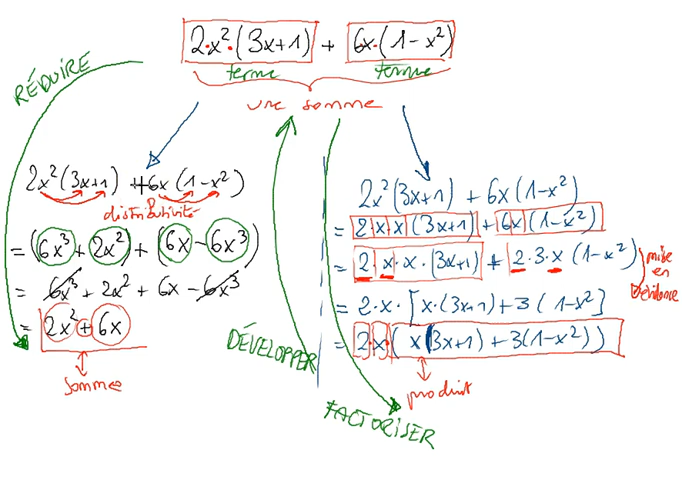 2·x²·(3x+1) + 6x·(1-x²)
terme terme
une somme
RÉDUIRE
2x²(3x+1) + 6x(1-x²)
distributivité
= (6x³ + 2x²) + (6x - 6x³)
= 6x³ + 2x² + 6x - 6x³
= 2x² + 6x
somme
DÉVELOPPER
2x²(3x+1) + 6x(1-x²)
= 2·x·x(3x+1) + 6x(1-x²)
= 2·x·x·(3x+1) + 2·3·x(1-x²)
mise
en
évidence
= 2·x·[x·(3x+1)+3(1-x²]
= 2·x·(x(3x+1)+3(1-x²))
produit
FACTORISER